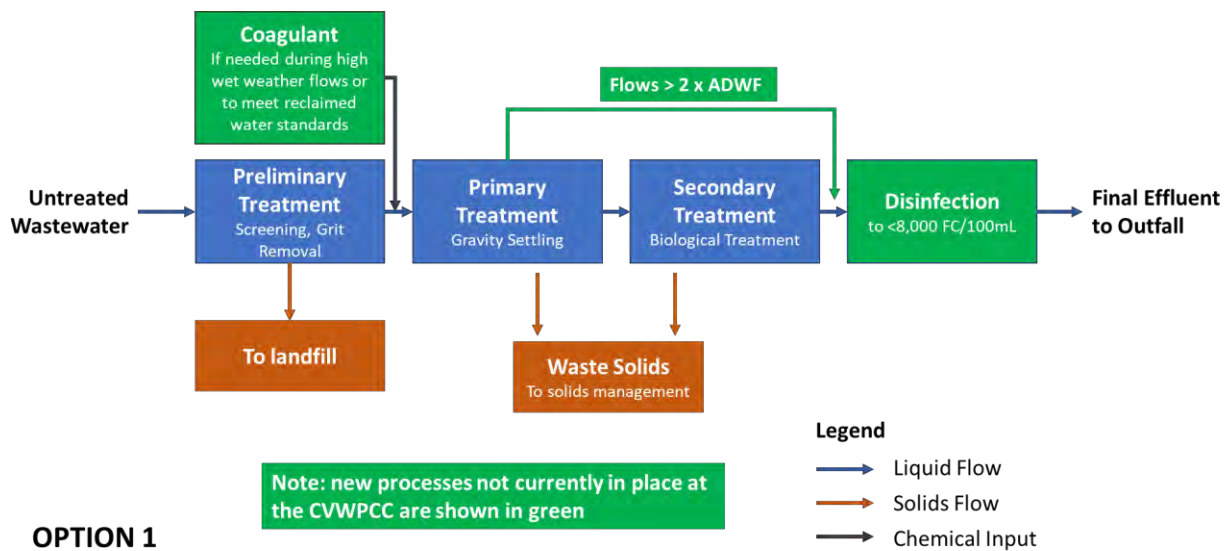 Coagulant
If needed during high
wet weather flows or
to meet reclaimed
water standards
Flows > 2 x ADWF
Untreated
Wastewater
Preliminary
Treatment
Screening, Grit
Removal
Primary
Treatment
Gravity Settling
Secondary
Treatment
Biological Treatment
Disinfection
to <8,000 FC/100mL
Final Effluent
to Outfall
To landfill
Waste Solids
To solids management
Legend
Liquid Flow
Solids Flow
Chemical Input
Note: new processes not currently in place at
the CVWPCC are shown in green
OPTION 1